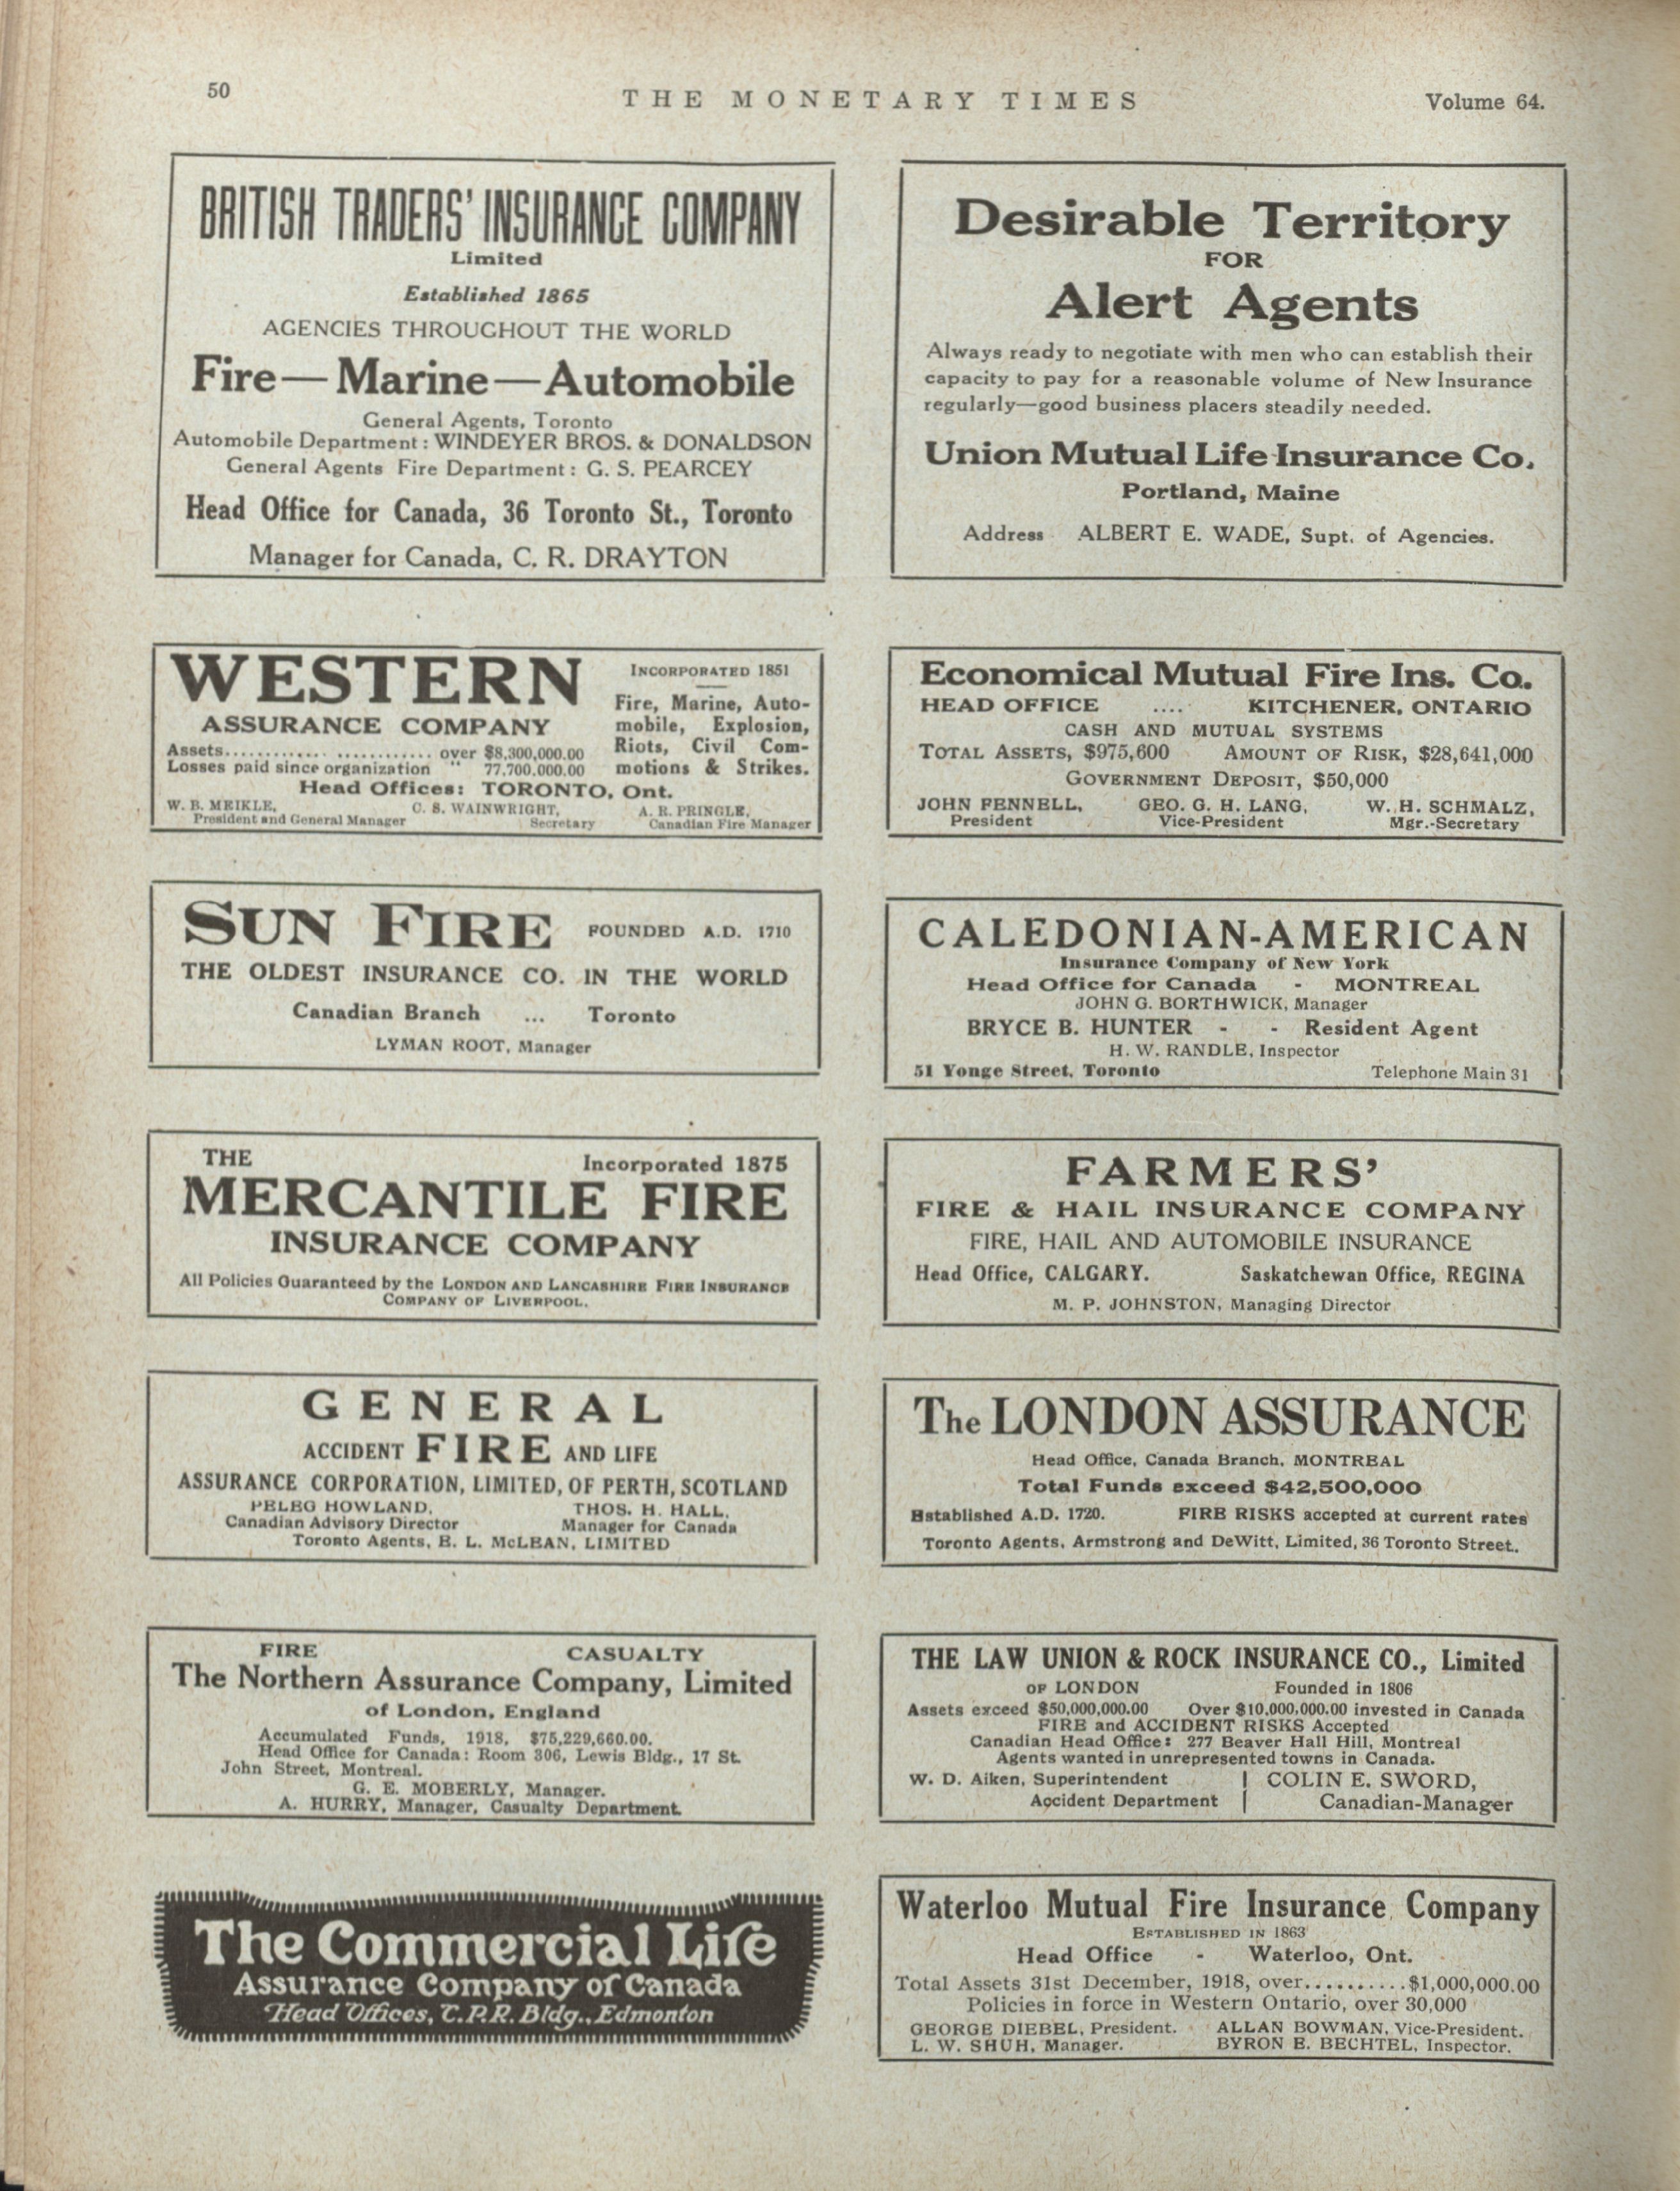 50
THE MONETARY TIMES
Volume 64.
BRITISH TRADERS' INSURANCE COMPANY
Limited
Established 1865
AGENCIES THROUGHOUT THE WORLD
Fire—Marine—Automobile
General Agents, Toronto
Automobile Department: WINDEYER BROS. & DONALDSON
General Agents Fire Department: G. S. PEARCEY
Head Office for Canada, 36 Toronto St., Toronto
Manager for Canada, C. R. DRAYTON
WESTERN
ASSURANCE COMPANY
INCORPORATED 1851
Fire, Marine, Auto-
mobile, Explosion,
Riots, Civil Com-
motions & Strikes.
Assets............. ............ over $8,300,000.00
Losses paid since organization " 77,700,000.00
Head Offices: TORONTO, Ont.
W. B. MEIKLE, C. S. WAINWRIGHT, A. R. PRINGLE,
President and General Manager Secretary Canadian Fire Manager
SUN FIRE FOUNDED A.D. 1710
THE OLDEST INSURANCE CO. IN THE WORLD
Canadian Branch ... Toronto
LYMAN ROOT, Manager
THE Incorporated 1875
MERCANTILE FIRE
INSURANCE COMPANY
All Policies Guaranteed by the LONDON AND LANCASHIRE FIRE INSURANCE
COMPANY OF LIVERPOOL.
GENERAL
ACCIDENT FIRE AND LIFE
ASSURANCE CORPORATION, LIMITED, OF PERTH, SCOTLAND
PELEG HOWLAND, THOS. H. HALL,
Canadian Advisory Director Manager for Canada
Toronto Agents, E. L. McLEAN, LIMITED
FIRE CASUALTY
The Northern Assurance Company, Limited
of London, England
Accumulated Funds, 1918, $75,229,660.00.
Head Office for Canada: Room 306, Lewis Bldg., 17 St.
John Street, Montreal.
G. E. MOBERLY, Manager.
A. HURRY, Manager, Casualty Department.
The Commercial Life
Assurance Company of Canada
Head Offices, C.P.R. Bldg., Edmonton
Desirable Territory
FOR
Alert Agents
Always ready to negotiate with men who can establish their
capacity to pay for a reasonable volume of New Insurance
regularly—good business placers steadily needed.
Union Mutual Life Insurance Co.
Portland, Maine
Address ALBERT E. WADE, Supt. of Agencies.
Economical Mutual Fire Ins. Co.
HEAD OFFICE .... KITCHENER, ONTARIO
CASH AND MUTUAL SYSTEMS
TOTAL ASSETS, $975,600 AMOUNT OF RISK, $28,641,000
GOVERNMENT DEPOSIT, $50,000
JOHN FENNELL, GEO. G. H. LANG, W. H. SCHMALZ,
President Vice-President Mgr.-Secretary
CALEDONIAN-AMERICAN
Insurance Company of New York
Head Office for Canada - MONTREAL
JOHN G. BORTHWICK, Manager
BRYCE B. HUNTER - - Resident Agent
H. W. RANDLE, Inspector
51 Yonge Street, Toronto Telephone Main 31
FARMERS'
FIRE & HAIL INSURANCE COMPANY
FIRE, HAIL AND AUTOMOBILE INSURANCE
Head Office, CALGARY. Saskatchewan Office, REGINA
M. P. JOHNSTON, Managing Director
The LONDON ASSURANCE
Head Office, Canada Branch, MONTREAL
Total Funds exceed $42,500,000
Established A.D. 1720. FIRE RISKS accepted at current rates
Toronto Agents, Armstrong and DeWitt, Limited, 36 Toronto Street.
THE LAW UNION & ROCK INSURANCE CO., Limited
OF LONDON Founded in 1806
Assets exceed $50,000,000.00 Over $10,000,000.00 invested in Canada
FIRE and ACCIDENT RISKS Accepted
Canadian Head Office: 277 Beaver Hall Hill, Montreal
Agents wanted in unrepresented towns in Canada.
W. D. Aiken, Superintendent | COLIN E. SWORD,
Accident Department | Canadian-Manager
Waterloo Mutual Fire Insurance Company
ESTABLISHED IN 1863
Head Office - Waterloo, Ont.
Total Assets 31st December, 1918, over..........$1,000,000.00
Policies in force in Western Ontario, over 30,000
GEORGE DIEBEL, President. ALLAN BOWMAN, Vice-President.
L. W. SHUH, Manager. BYRON E. BECHTEL, Inspector.